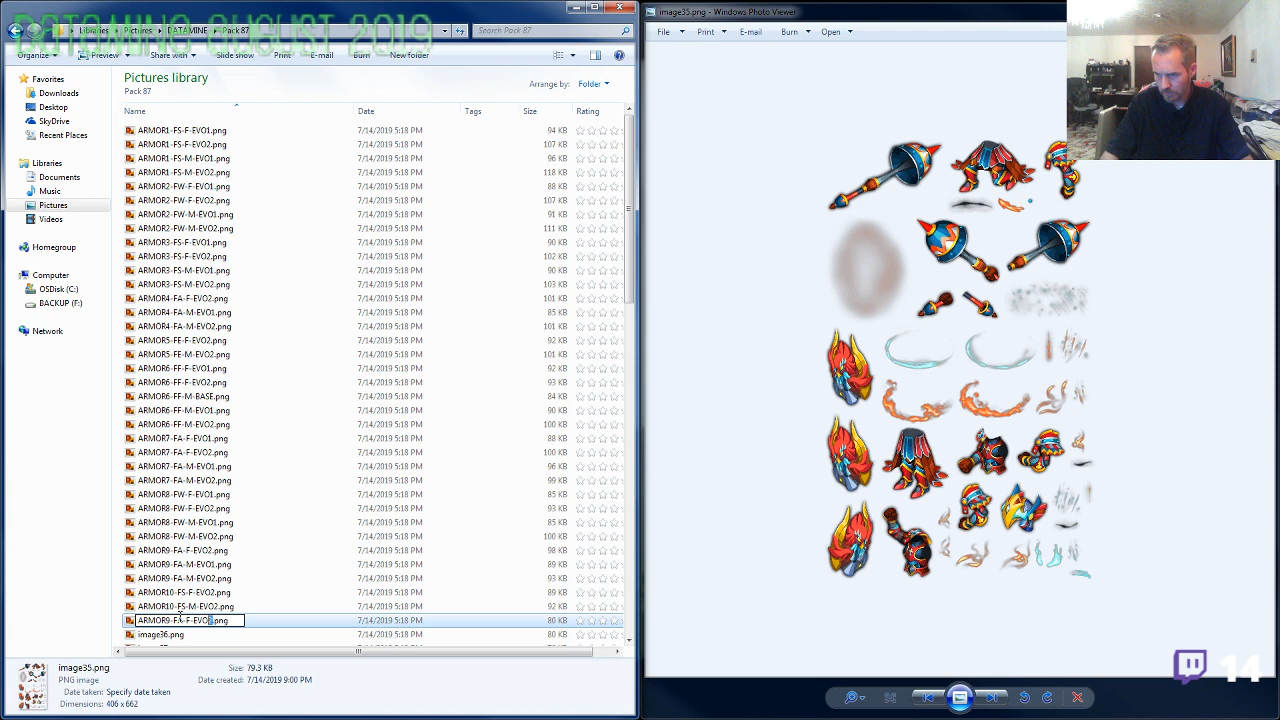 DATAMINE AUGUST 2019
Libraries ▸ Pictures ▸ DATAMINE ▸ Pack 87
Search Pack 87
Organize Preview Share with Slide show Print E-mail Burn New folder
Favorites
Downloads
Desktop
SkyDrive
Recent Places
Libraries
Documents
Music
Pictures
Videos
Homegroup
Computer
OSDisk (C:)
BACKUP (F:)
Network
Pictures library
Pack 87
Arrange by: Folder
Name Date Tags Size Rating
ARMOR1-FS-F-EVO1.png 7/14/2019 5:18 PM 94 KB
ARMOR1-FS-F-EVO2.png 7/14/2019 5:18 PM 107 KB
ARMOR1-FS-M-EVO1.png 7/14/2019 5:18 PM 96 KB
ARMOR1-FS-M-EVO2.png 7/14/2019 5:18 PM 118 KB
ARMOR2-FW-F-EVO1.png 7/14/2019 5:18 PM 88 KB
ARMOR2-FW-F-EVO2.png 7/14/2019 5:18 PM 107 KB
ARMOR2-FW-M-EVO1.png 7/14/2019 5:18 PM 91 KB
ARMOR2-FW-M-EVO2.png 7/14/2019 5:18 PM 111 KB
ARMOR3-FS-F-EVO1.png 7/14/2019 5:18 PM 90 KB
ARMOR3-FS-F-EVO2.png 7/14/2019 5:18 PM 102 KB
ARMOR3-FS-M-EVO1.png 7/14/2019 5:18 PM 90 KB
ARMOR3-FS-M-EVO2.png 7/14/2019 5:18 PM 103 KB
ARMOR4-FA-F-EVO2.png 7/14/2019 5:18 PM 101 KB
ARMOR4-FA-M-EVO1.png 7/14/2019 5:18 PM 85 KB
ARMOR4-FA-M-EVO2.png 7/14/2019 5:18 PM 101 KB
ARMOR5-FE-F-EVO2.png 7/14/2019 5:18 PM 92 KB
ARMOR5-FE-M-EVO2.png 7/14/2019 5:18 PM 101 KB
ARMOR6-FF-F-EVO1.png 7/14/2019 5:18 PM 92 KB
ARMOR6-FF-F-EVO2.png 7/14/2019 5:18 PM 93 KB
ARMOR6-FF-M-BASE.png 7/14/2019 5:18 PM 84 KB
ARMOR6-FF-M-EVO1.png 7/14/2019 5:18 PM 90 KB
ARMOR6-FF-M-EVO2.png 7/14/2019 5:18 PM 100 KB
ARMOR7-FA-F-EVO1.png 7/14/2019 5:18 PM 88 KB
ARMOR7-FA-F-EVO2.png 7/14/2019 5:18 PM 100 KB
ARMOR7-FA-M-EVO1.png 7/14/2019 5:18 PM 96 KB
ARMOR7-FA-M-EVO2.png 7/14/2019 5:18 PM 99 KB
ARMOR8-FW-F-EVO1.png 7/14/2019 5:18 PM 85 KB
ARMOR8-FW-F-EVO2.png 7/14/2019 5:18 PM 93 KB
ARMOR8-FW-M-EVO1.png 7/14/2019 5:18 PM 85 KB
ARMOR8-FW-M-EVO2.png 7/14/2019 5:18 PM 100 KB
ARMOR9-FA-F-EVO2.png 7/14/2019 5:18 PM 98 KB
ARMOR9-FA-M-EVO1.png 7/14/2019 5:18 PM 89 KB
ARMOR9-FA-M-EVO2.png 7/14/2019 5:18 PM 93 KB
ARMOR10-FS-F-EVO2.png 7/14/2019 5:18 PM 89 KB
ARMOR10-FS-M-EVO2.png 7/14/2019 5:18 PM 92 KB
ARMOR9-FA-F-EVO2.png 7/14/2019 5:18 PM 80 KB
image36.png 7/14/2019 5:18 PM 80 KB
image35.png Size: 79.3 KB
PNG image Date created: 7/14/2019 9:00 PM
Date taken: Specify date taken
Dimensions: 406 x 662
image35.png - Windows Photo Viewer
File Print E-mail Burn Open
14